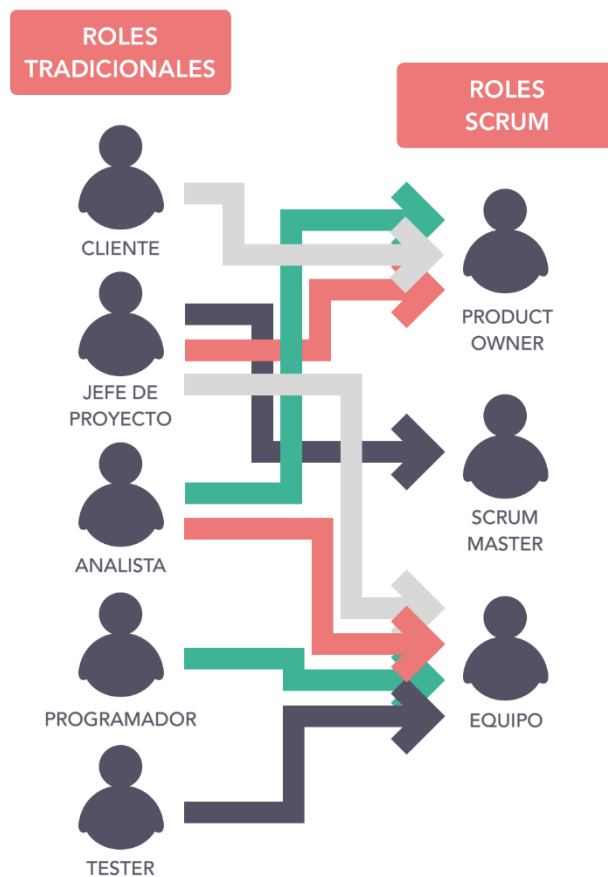 ROLES
TRADICIONALES
CLIENTE
JEFE DE
PROYECTO
ANALISTA
PROGRAMADOR
TESTER
ROLES
SCRUM
PRODUCT
OWNER
SCRUM
MASTER
EQUIPO